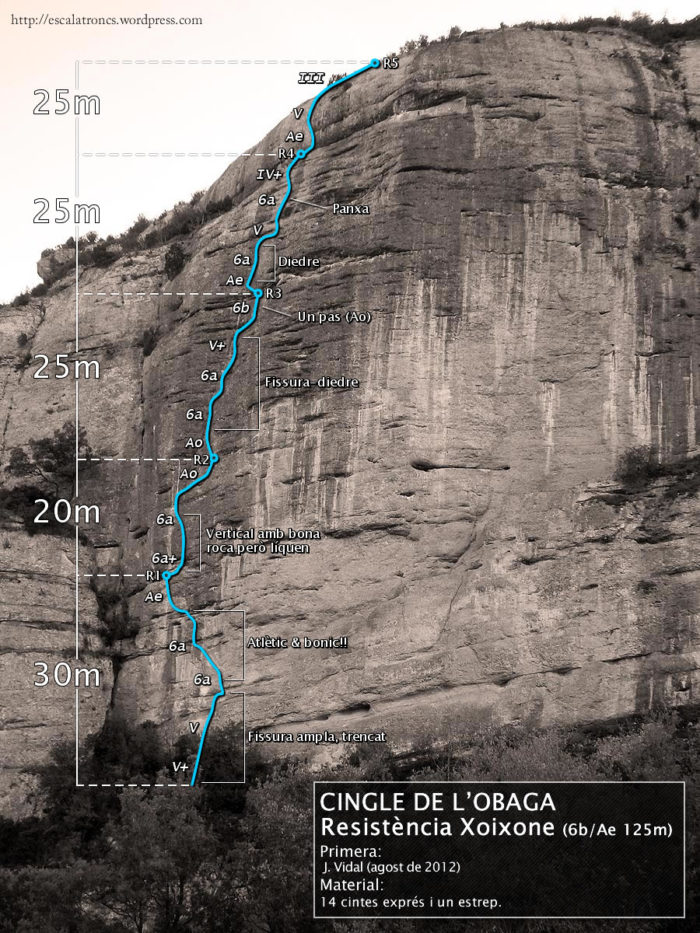 http://escalatroncs.wordpress.com
R5
III
25m
V
Ae
R4
IV+
25m
6a
Panxa
V
6a
Diedre
Ae
R3
6b
Un pas (Ao)
V+
25m
6a
Fissura-diedre
6a
Ao
R2
Ao
20m
6a
Vertical amb bona
roca però liquen
6a+
R1
Ae
Atlètic & bonic!!
6a
30m
6a
V
Fissura ampla, trencat
V+
CINGLE DE L'OBAGA
Resistència Xoixone (6b/Ae 125m)
Primera:
J. Vidal (agost de 2012)
Material:
14 cintes exprés i un estrep.